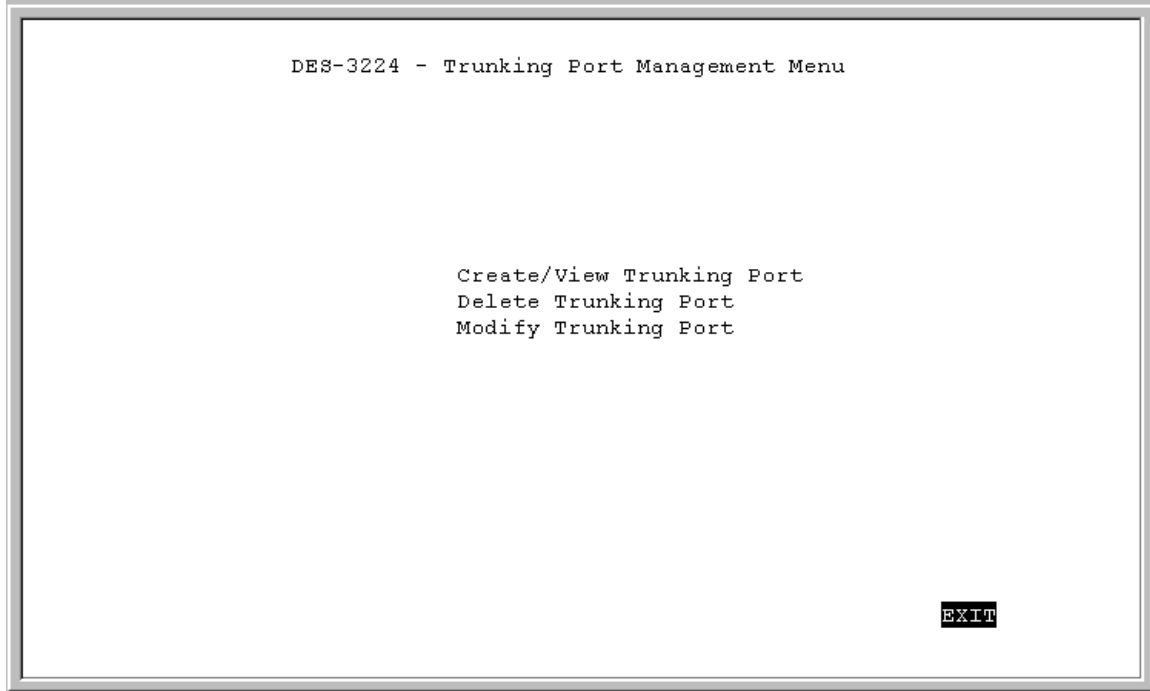 DES-3224 - Trunking Port Management Menu
Create/View Trunking Port
Delete Trunking Port
Modify Trunking Port
EXIT